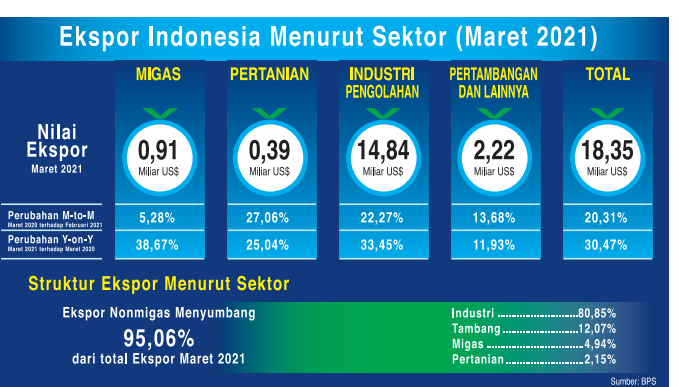 Ekspor Indonesia Menurut Sektor (Maret 2021)
MIGAS PERTANIAN INDUSTRI PENGOLAHAN PERTAMBANGAN DAN LAINNYA TOTAL
Nilai
Ekspor
Maret 2021
0,91 0,39 14,84 2,22 18,35
Miliar US$ Miliar US$ Miliar US$ Miliar US$ Miliar US$
Perubahan M-to-M 5,28% 27,06% 22,27% 13,68% 20,31%
Maret 2020 terhadap Februari 2021
Perubahan Y-on-Y 38,67% 25,04% 33,45% 11,93% 30,47%
Maret 2021 terhadap Maret 2020
Struktur Ekspor Menurut Sektor
Ekspor Nonmigas Menyumbang
95,06%
dari total Ekspor Maret 2021
Industri ..................80,85%
Tambang..................12,07%
Migas ......................4,94%
Pertanian..................2,15%
Sumber: BPS